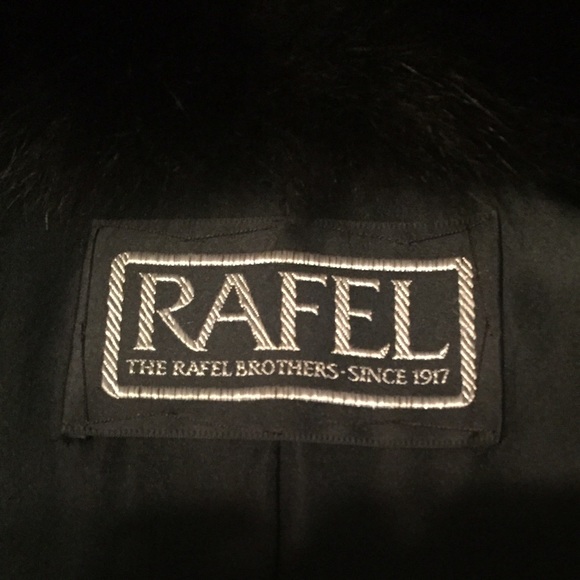 RAFEL
THE RAFEL BROTHERS·SINCE 1917